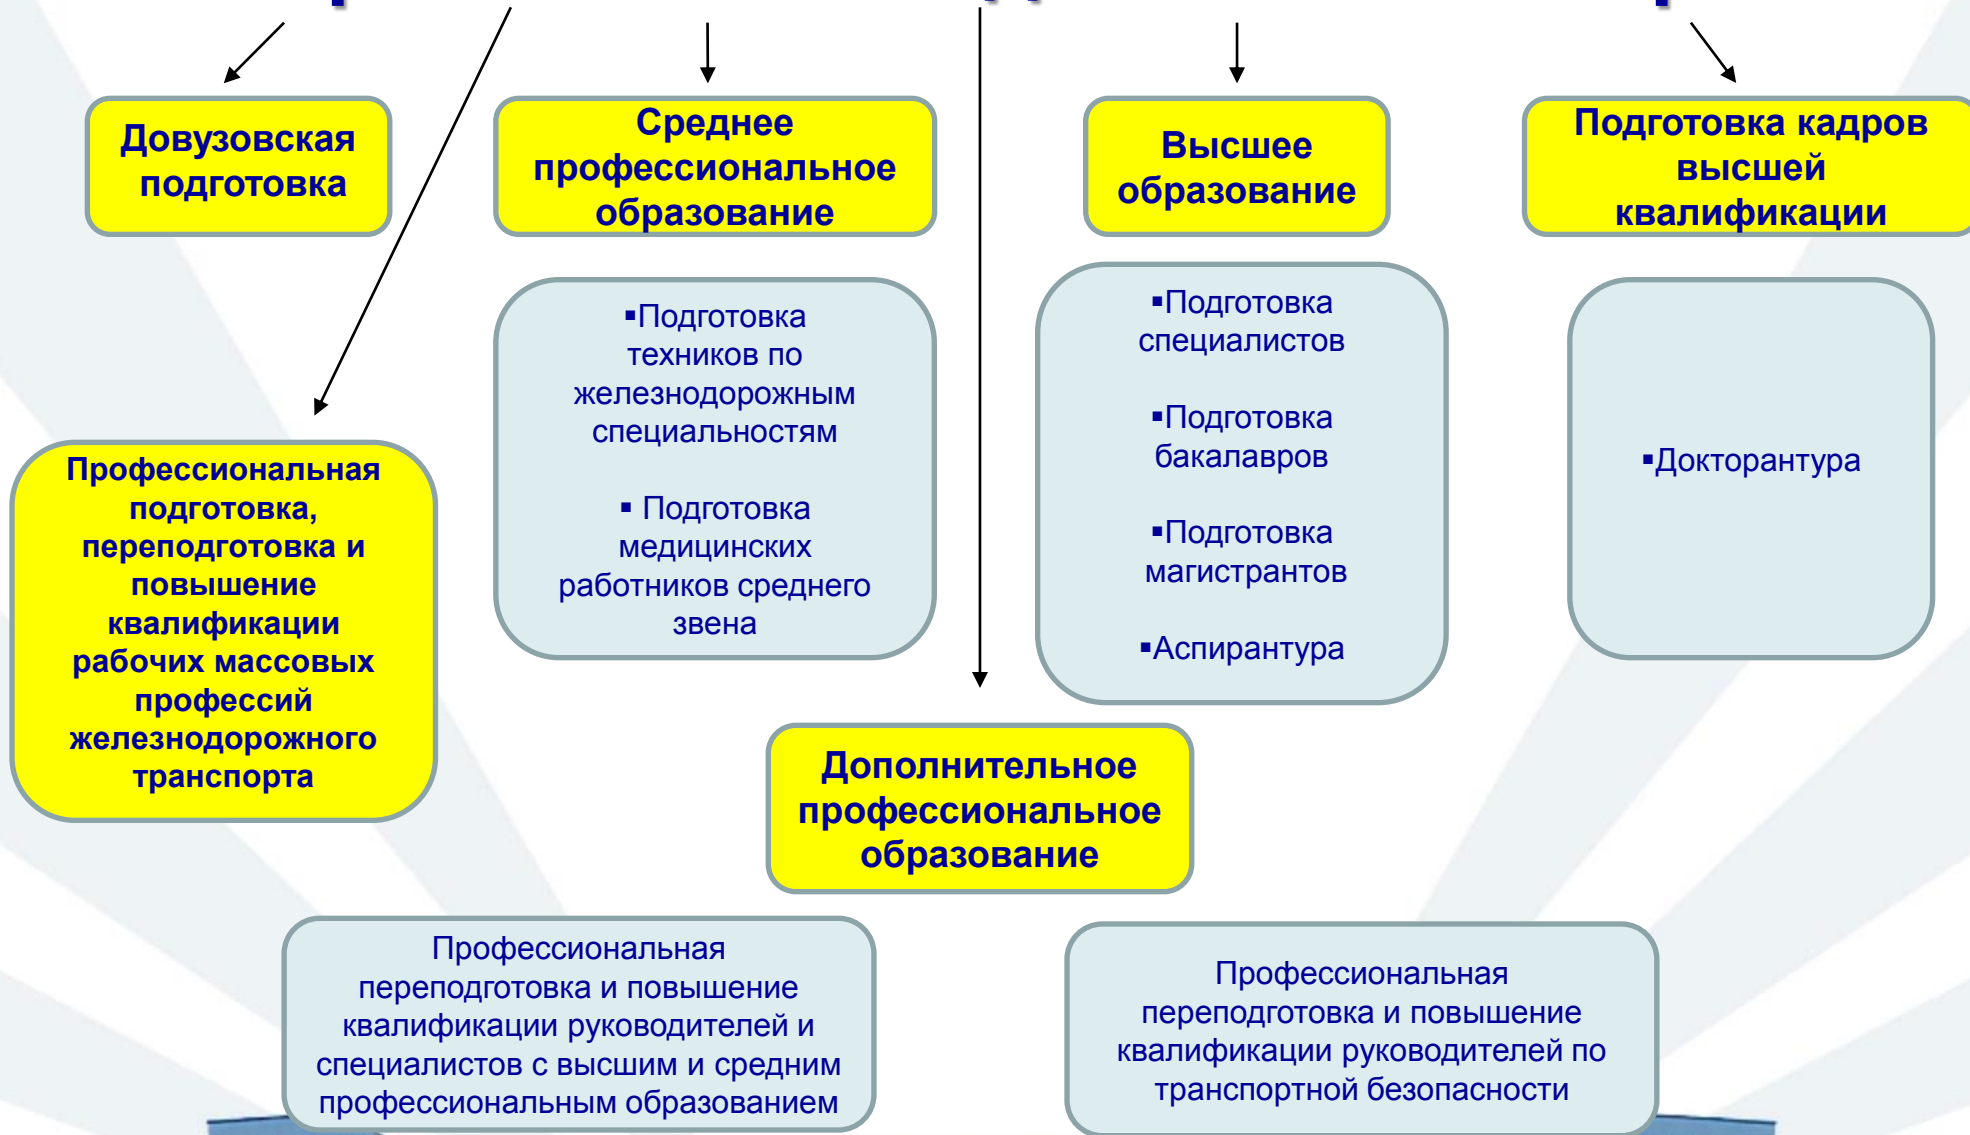 Довузовская
подготовка
Среднее
профессиональное
образование
Высшее
образование
Подготовка кадров
высшей
квалификации
▪Подготовка
техников по
железнодорожным
специальностям
▪ Подготовка
медицинских
работников среднего
звена
▪Подготовка
специалистов
▪Подготовка
бакалавров
▪Подготовка
магистрантов
▪Аспирантура
▪Докторантура
Профессиональная
подготовка,
переподготовка и
повышение
квалификации
рабочих массовых
профессий
железнодорожного
транспорта
Дополнительное
профессиональное
образование
Профессиональная
переподготовка и повышение
квалификации руководителей и
специалистов с высшим и средним
профессиональным образованием
Профессиональная
переподготовка и повышение
квалификации руководителей по
транспортной безопасности